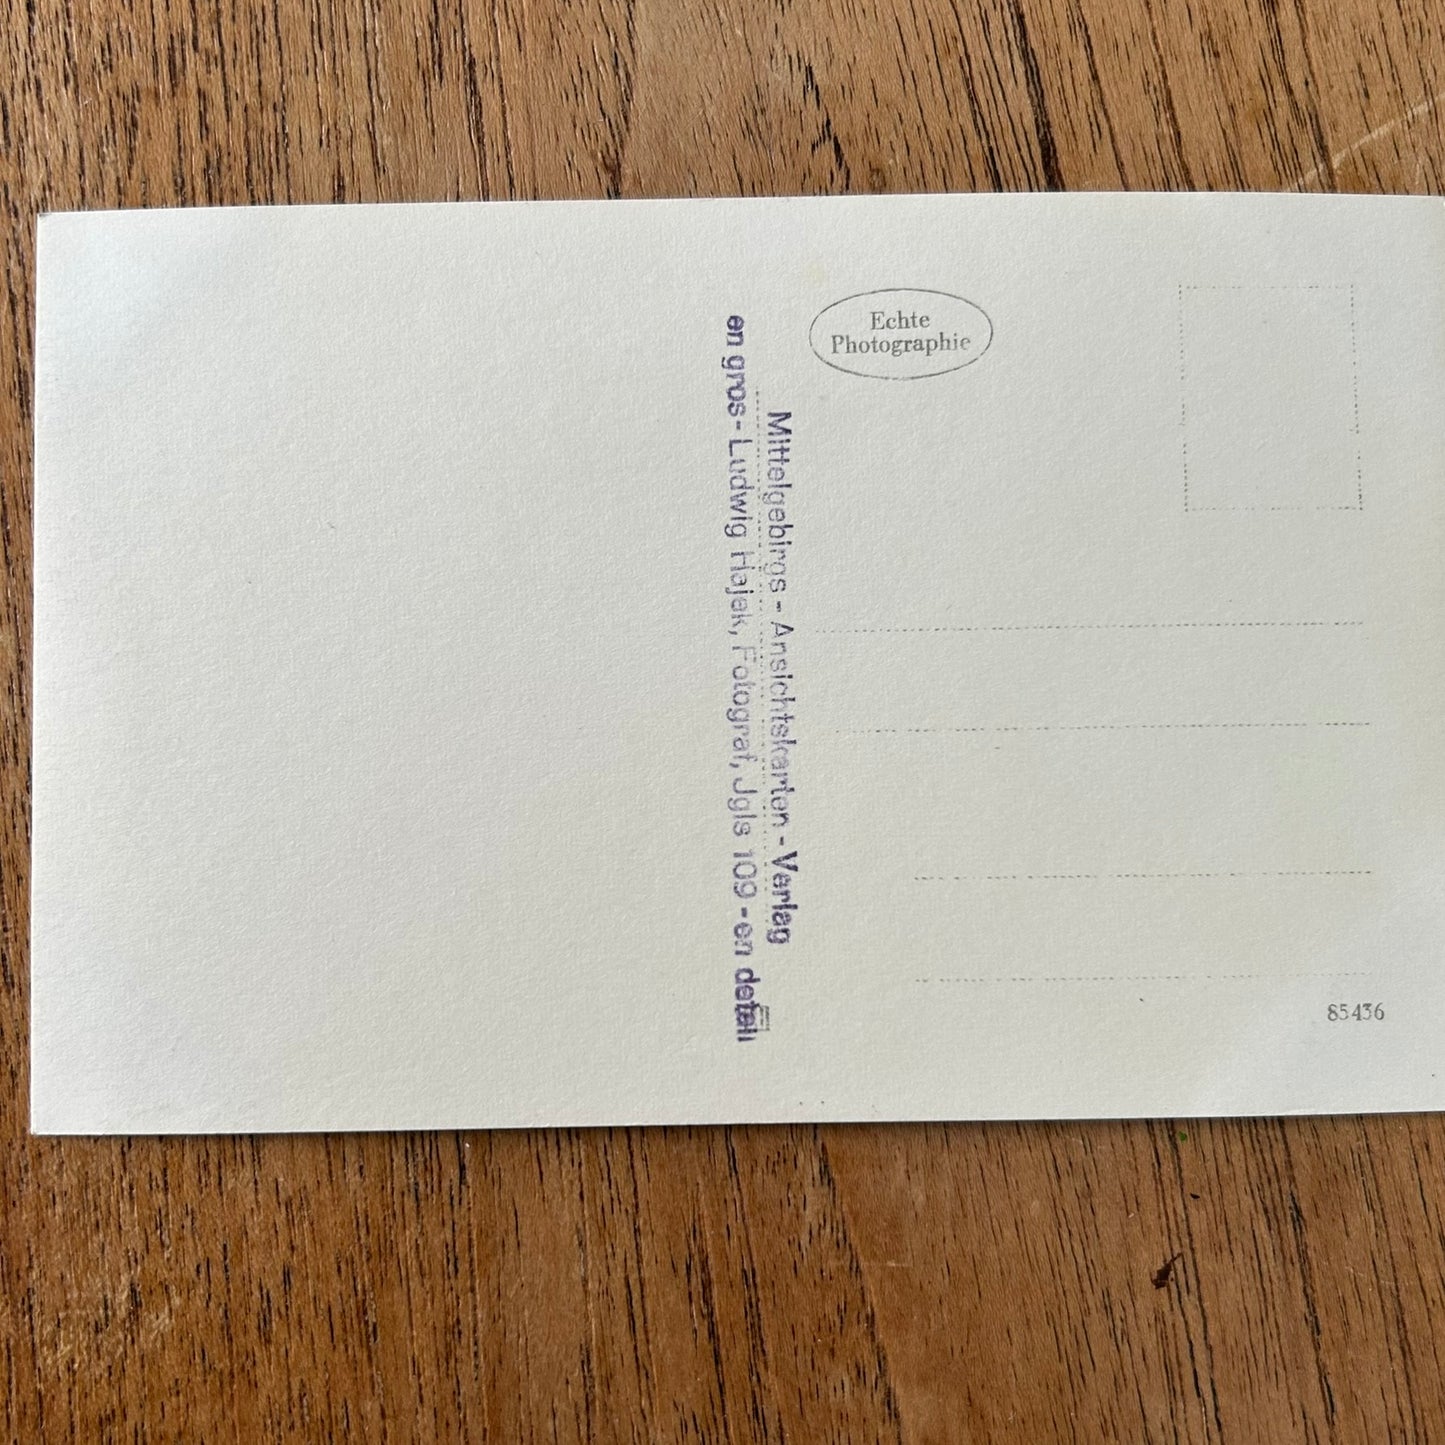 Echte
Photographie
Mittelgebirgs - Ansichtskarten - Verlag
en gros - Ludwig Hajek, Fotograf, Jgls 109 - en detail
85436